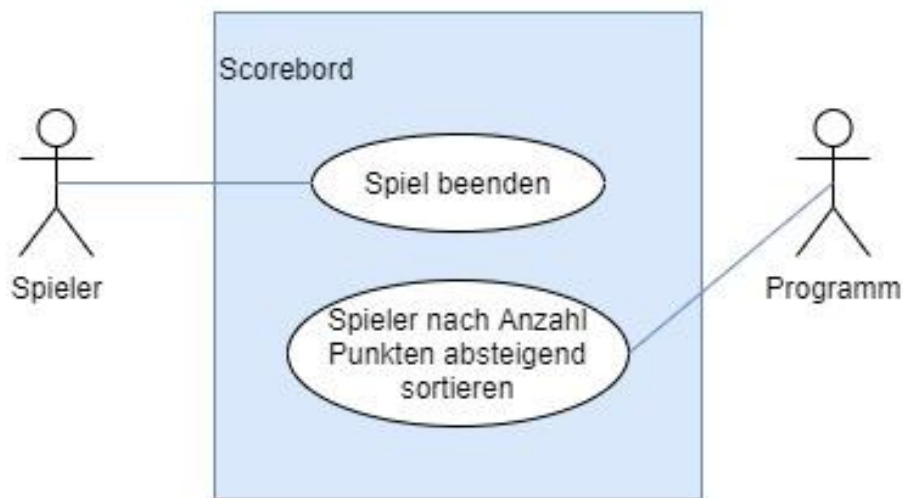 Scorebord
Spiel beenden
Spieler
Programm
Spieler nach Anzahl
Punkten absteigend
sortieren